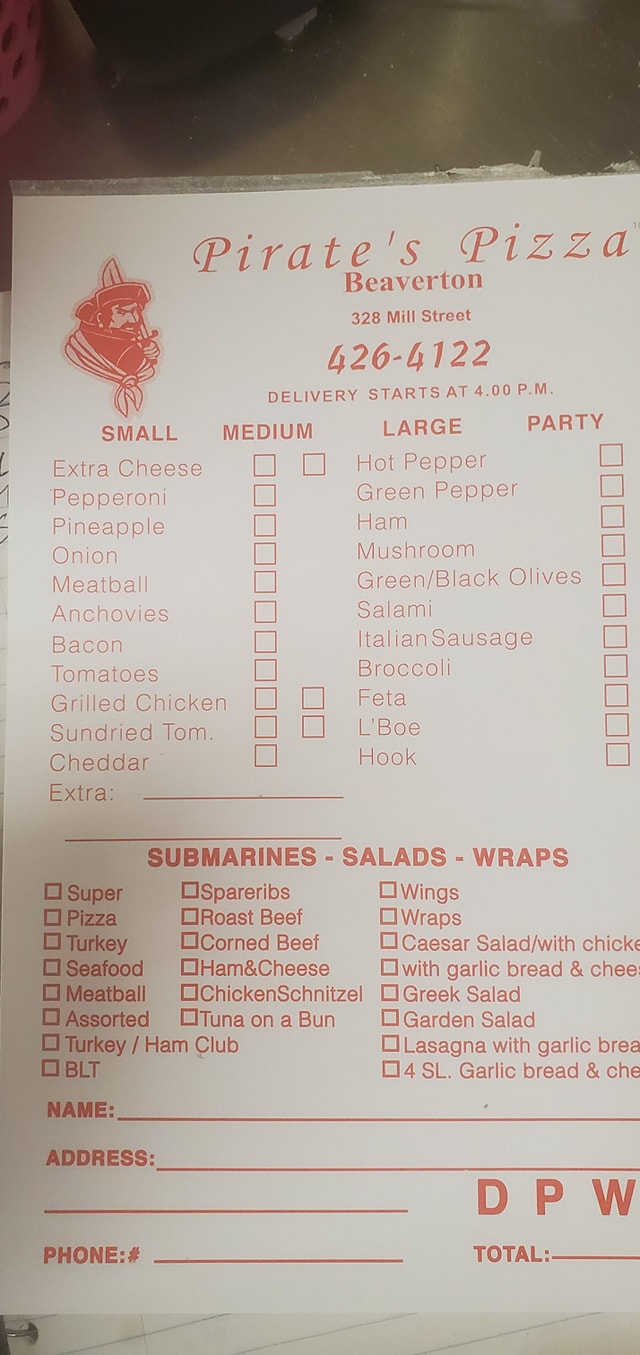 Pirate's Pizza
Beaverton
328 Mill Street
426-4122
DELIVERY STARTS AT 4.00 P.M.
SMALL MEDIUM LARGE PARTY
Extra Cheese Hot Pepper
Pepperoni Green Pepper
Pineapple Ham
Onion Mushroom
Meatball Green/Black Olives
Anchovies Salami
Bacon Italian Sausage
Tomatoes Broccoli
Grilled Chicken Feta
Sundried Tom. L'Boe
Cheddar Hook
Extra:
SUBMARINES - SALADS - WRAPS
Super Spareribs Wings
Pizza Roast Beef Wraps
Turkey Corned Beef Caesar Salad/with chicke
Seafood Ham&Cheese with garlic bread & chees
Meatball ChickenSchnitzel Greek Salad
Assorted Tuna on a Bun Garden Salad
Turkey / Ham Club Lasagna with garlic brea
BLT 4 SL. Garlic bread & che
NAME:
ADDRESS:
D P W
PHONE:# TOTAL: